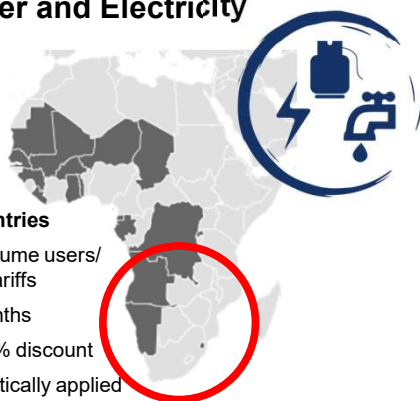 er and Electricity
ntries
ume users/
ariffs
nths
% discount
tically applied